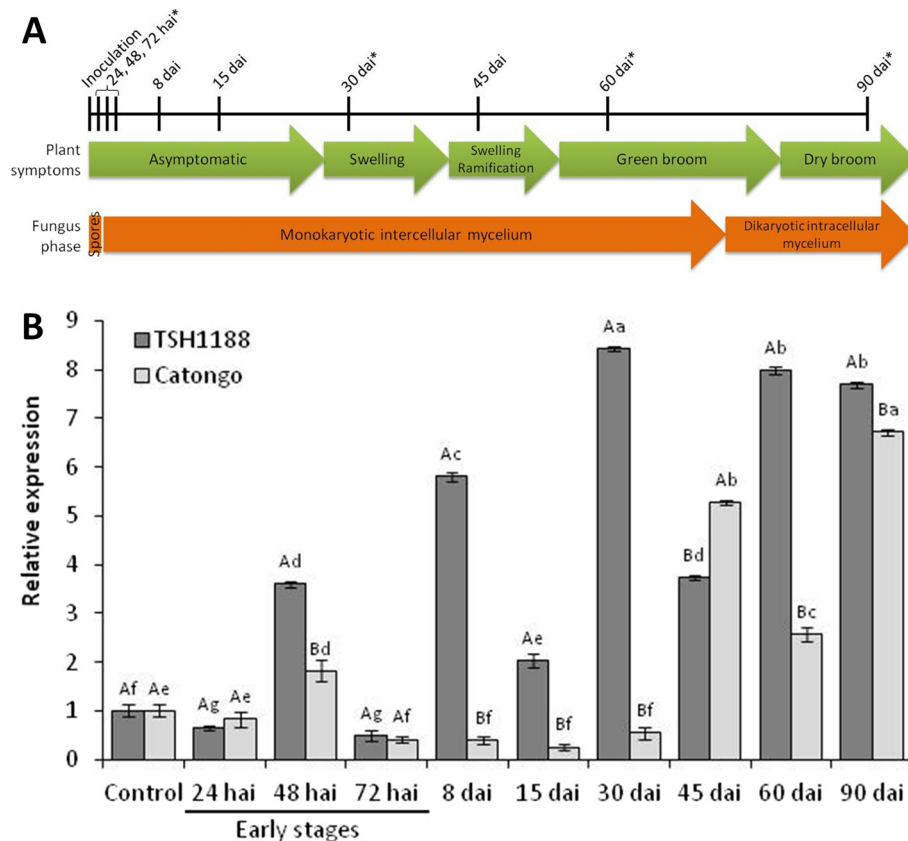 A
Inoculation
24, 48, 72 hai*
8 dai
15 dai
30 dai*
45 dai
60 dai*
90 dai*
Plant
symptoms
Asymptomatic
Swelling
Swelling
Ramification
Green broom
Dry broom
Fungus
phase
Spores
Monokaryotic intercellular mycelium
Dikaryotic intracellular
mycelium
B
Relative expression
9
8
7
6
5
4
3
2
1
0
TSH1188
Catongo
Af Ae
Ag Ae
Ad Bd
Ag Af
Ac Bf
Ae Bf
Aa Bf
Bd Ab
Ab Bc
Ab Ba
Control 24 hai 48 hai 72 hai 8 dai 15 dai 30 dai 45 dai 60 dai 90 dai
Early stages